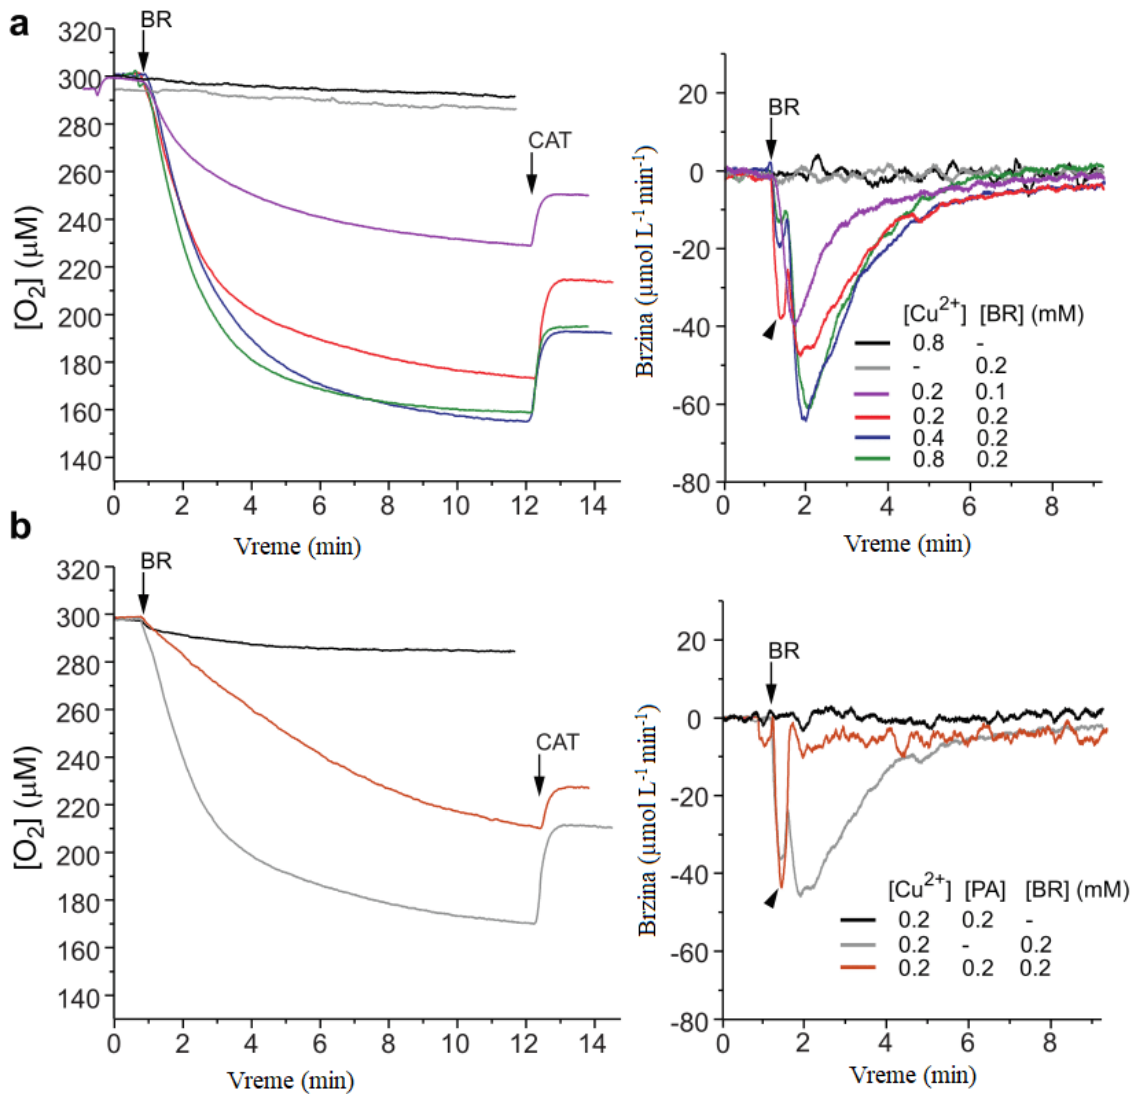 a
BR
CAT
320
300
280
260
240
220
200
180
160
140
[O₂] (µM)
0 2 4 6 8 10 12 14
Vreme (min)
BR
20
0
-20
-40
-60
-80
Brzina (µmol L⁻¹ min⁻¹)
[Cu²⁺] [BR] (mM)
0.8 -
- 0.2
0.2 0.1
0.2 0.2
0.4 0.2
0.8 0.2
0 2 4 6 8
Vreme (min)
b
BR
CAT
320
300
280
260
240
220
200
180
160
140
[O₂] (µM)
0 2 4 6 8 10 12 14
Vreme (min)
BR
20
0
-20
-40
-60
-80
Brzina (µmol L⁻¹ min⁻¹)
[Cu²⁺] [PA] [BR] (mM)
0.2 0.2 -
0.2 - 0.2
0.2 0.2 0.2
0 2 4 6 8
Vreme (min)